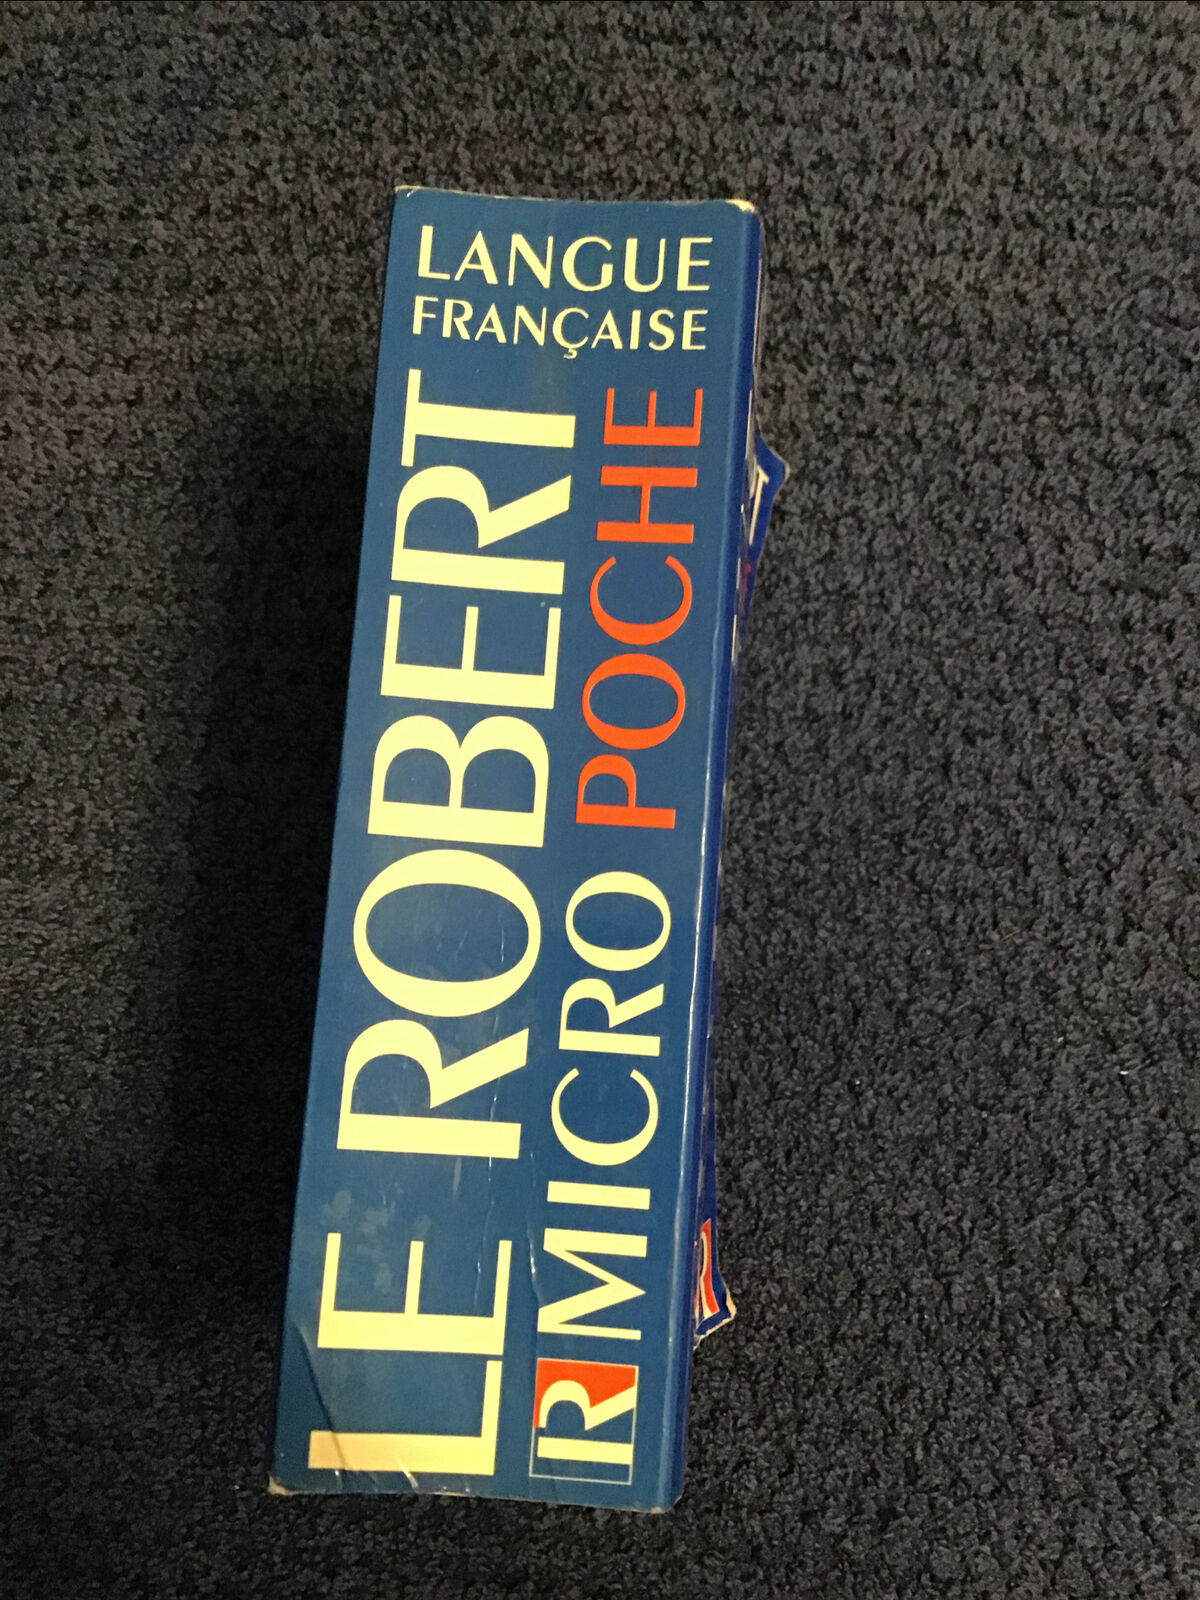 LANGUE
FRANÇAISE
LE ROBERT
R MICRO POCHE